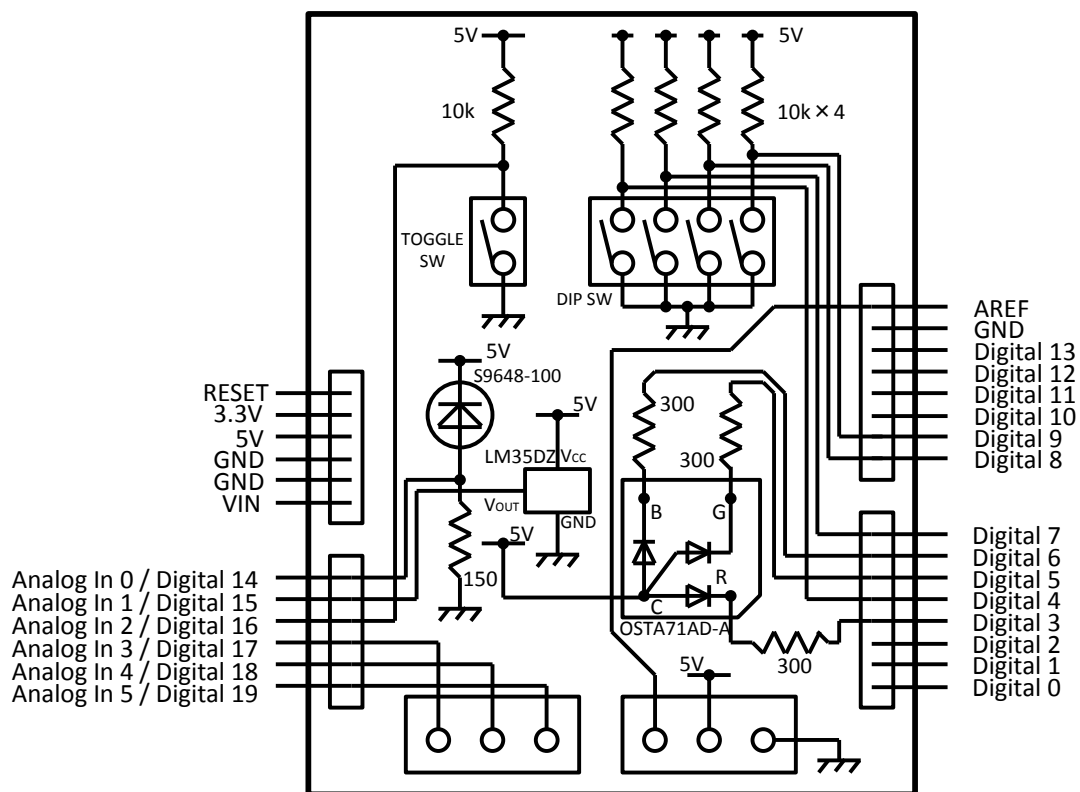 5V
5V
10k
10k × 4
TOGGLE
SW
DIP SW
AREF
GND
Digital 13
Digital 12
Digital 11
Digital 10
Digital 9
Digital 8
5V
S9648-100
RESET
3.3V
5V
GND
GND
VIN
300
5V
300
LM35DZ
VCC
VOUT
GND
B
G
5V
R
C
150
OSTA71AD-A
300
Digital 7
Digital 6
Digital 5
Digital 4
Digital 3
Digital 2
Digital 1
Digital 0
Analog In 0 / Digital 14
Analog In 1 / Digital 15
Analog In 2 / Digital 16
Analog In 3 / Digital 17
Analog In 4 / Digital 18
Analog In 5 / Digital 19
5V